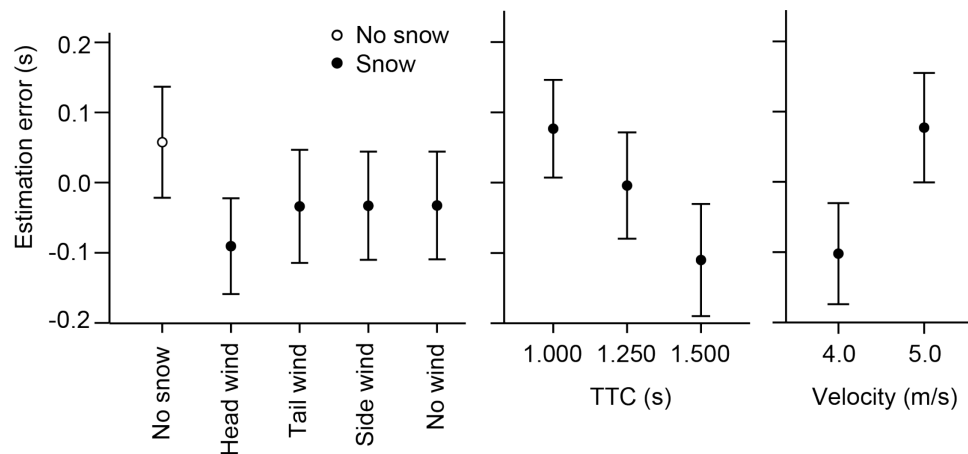 Estimation error (s)
0.2
0.1
0.0
-0.1
-0.2
No snow
Snow
No snow
Head wind
Tail wind
Side wind
No wind
1.000 1.250 1.500
TTC (s)
4.0 5.0
Velocity (m/s)